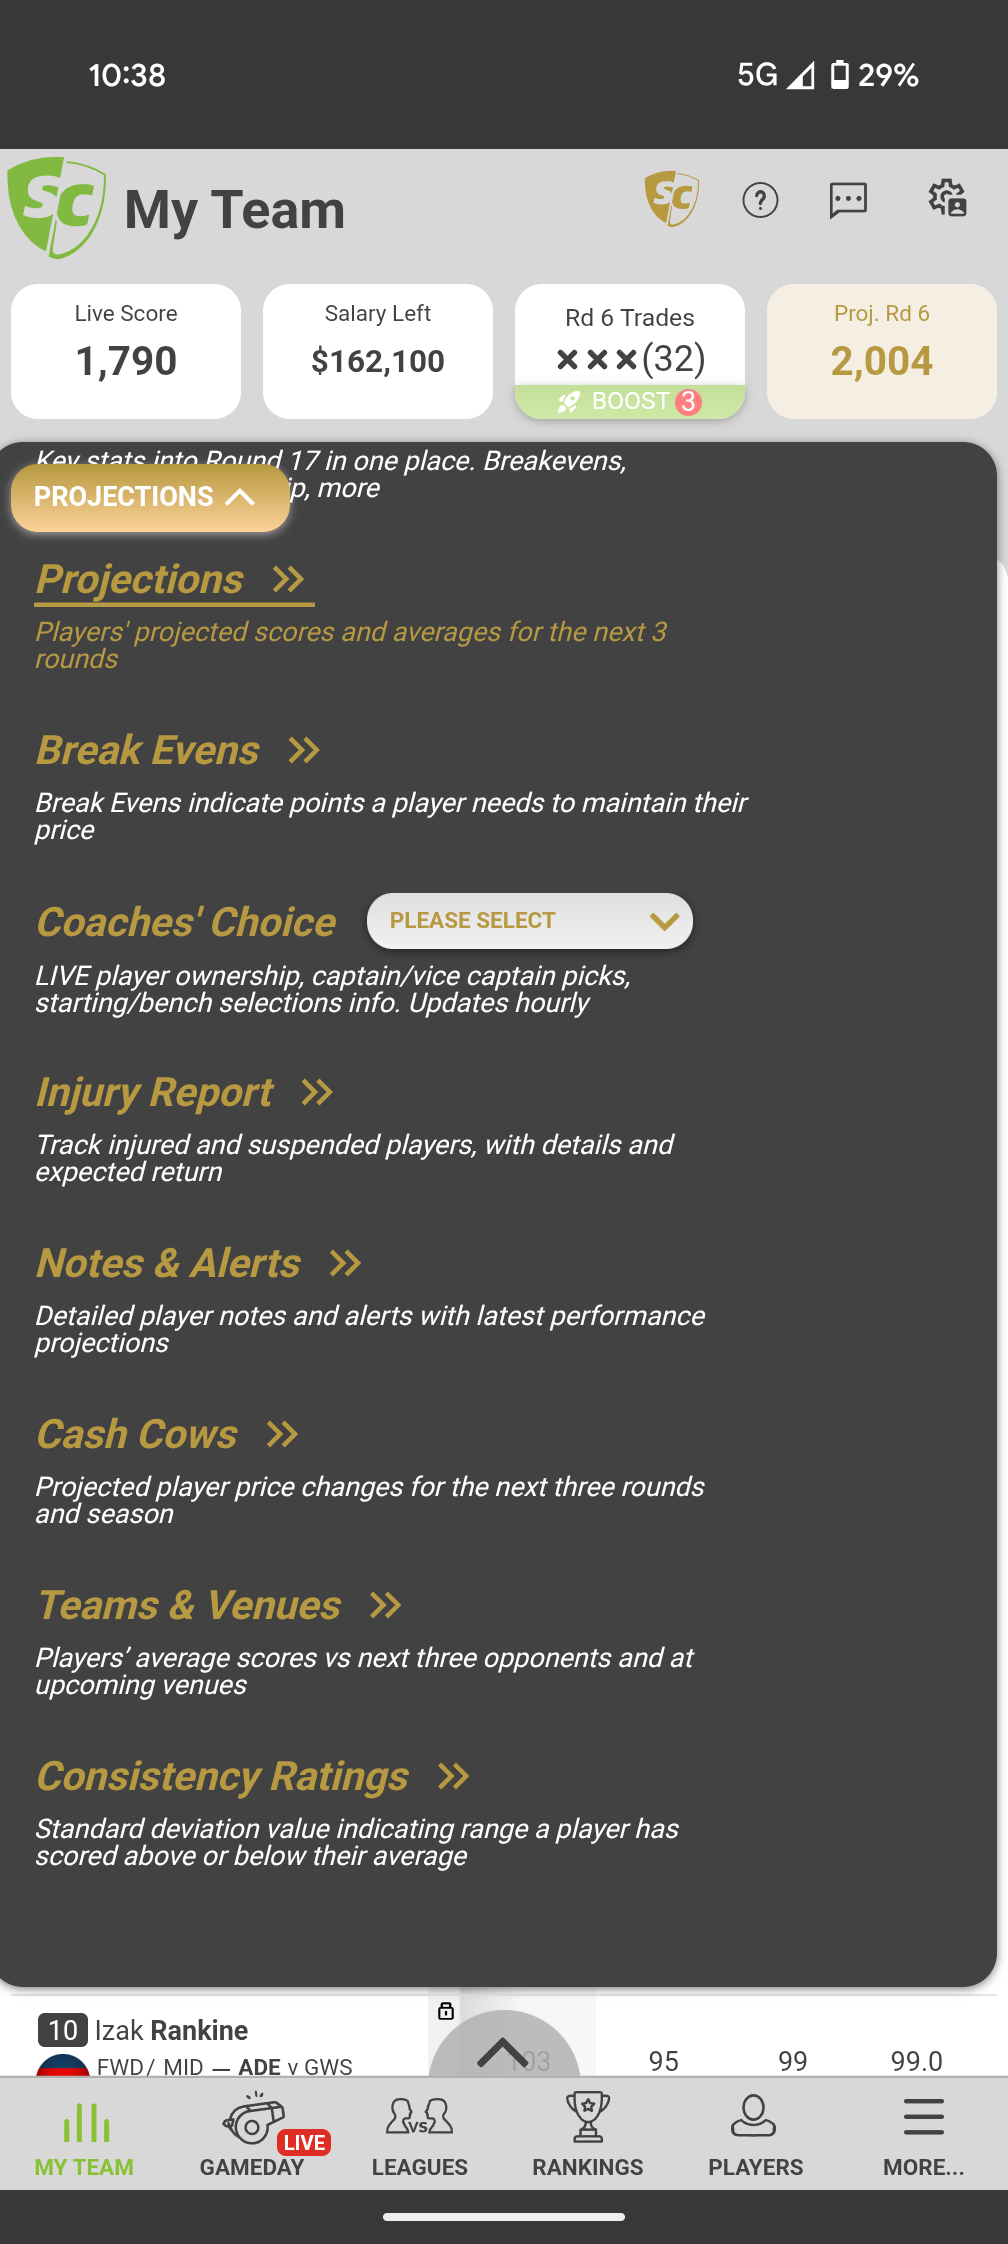 10:38
5G 29%
SC My Team SC ?
Live Score
1,790
Salary Left
$162,100
Rd 6 Trades
×××(32)
BOOST 3
Proj. Rd 6
2,004
Key stats into Round 17 in one place. Breakevens,
ip, more
PROJECTIONS
Projections
Players' projected scores and averages for the next 3
rounds
Break Evens
Break Evens indicate points a player needs to maintain their
price
Coaches' Choice PLEASE SELECT
LIVE player ownership, captain/vice captain picks,
starting/bench selections info. Updates hourly
Injury Report
Track injured and suspended players, with details and
expected return
Notes & Alerts
Detailed player notes and alerts with latest performance
projections
Cash Cows
Projected player price changes for the next three rounds
and season
Teams & Venues
Players’ average scores vs next three opponents and at
upcoming venues
Consistency Ratings
Standard deviation value indicating range a player has
scored above or below their average
10 Izak Rankine
FWD/ MID — ADE v GWS 103 95 99 99.0
VS
LIVE
MY TEAM GAMEDAY LEAGUES RANKINGS PLAYERS MORE...